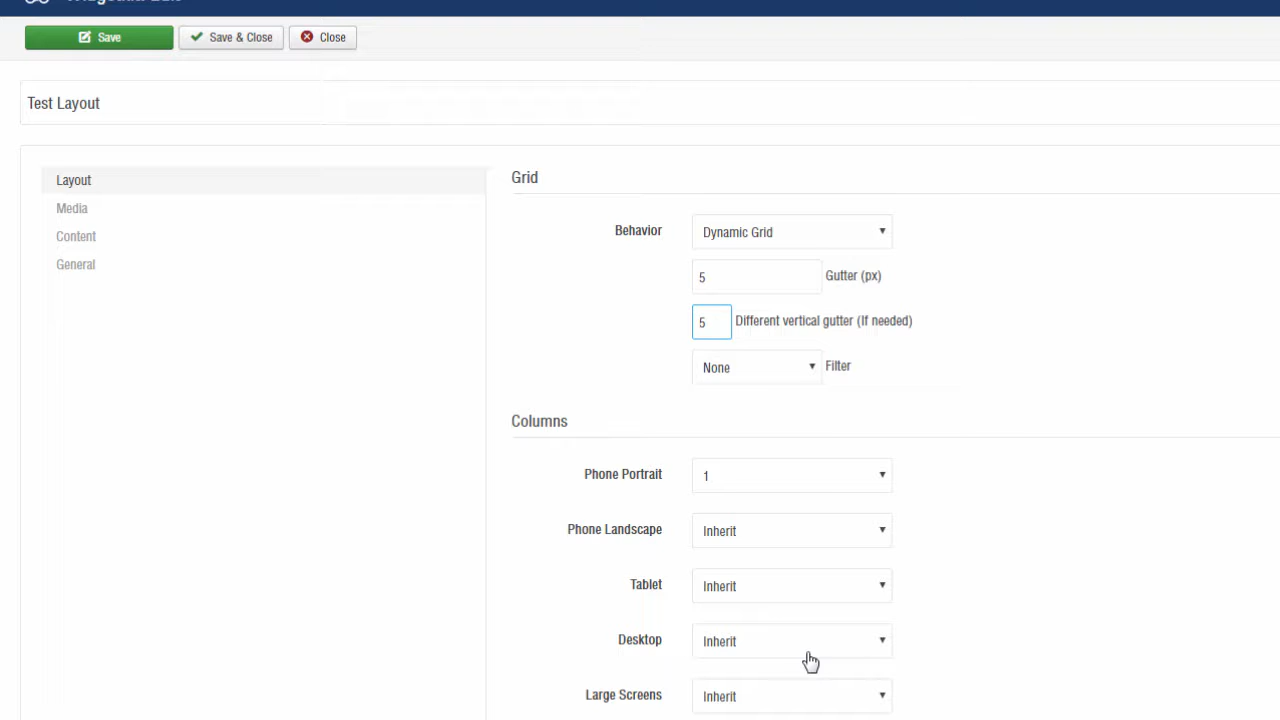 Save
Save & Close
Close
Test Layout
Layout
Media
Content
General
Grid
Behavior
Dynamic Grid
5
Gutter (px)
5
Different vertical gutter (If needed)
None
Filter
Columns
Phone Portrait
1
Phone Landscape
Inherit
Tablet
Inherit
Desktop
Inherit
Large Screens
Inherit